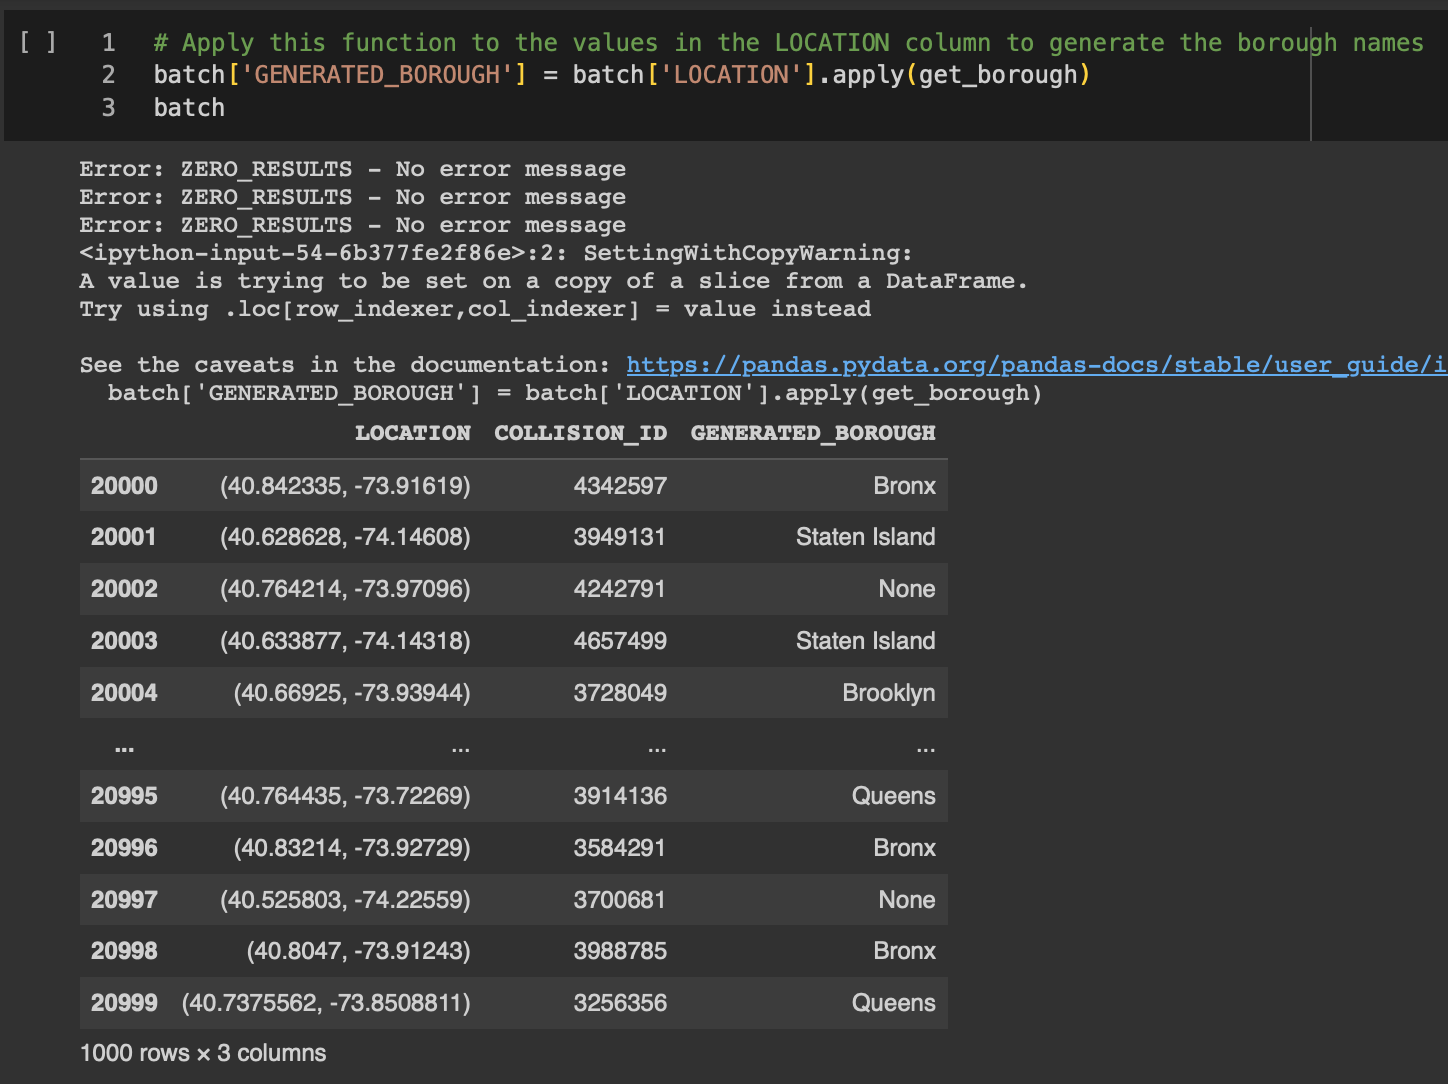 [ ] 1 # Apply this function to the values in the LOCATION column to generate the borough names
2 batch['GENERATED_BOROUGH'] = batch['LOCATION'].apply(get_borough)
3 batch
Error: ZERO_RESULTS - No error message
Error: ZERO_RESULTS - No error message
Error: ZERO_RESULTS - No error message
<ipython-input-54-6b377fe2f86e>:2: SettingWithCopyWarning:
A value is trying to be set on a copy of a slice from a DataFrame.
Try using .loc[row_indexer,col_indexer] = value instead
See the caveats in the documentation: https://pandas.pydata.org/pandas-docs/stable/user_guide/i
batch['GENERATED_BOROUGH'] = batch['LOCATION'].apply(get_borough)
LOCATION COLLISION_ID GENERATED_BOROUGH
20000 (40.842335, -73.91619) 4342597 Bronx
20001 (40.628628, -74.14608) 3949131 Staten Island
20002 (40.764214, -73.97096) 4242791 None
20003 (40.633877, -74.14318) 4657499 Staten Island
20004 (40.66925, -73.93944) 3728049 Brooklyn
... ... ... ...
20995 (40.764435, -73.72269) 3914136 Queens
20996 (40.83214, -73.92729) 3584291 Bronx
20997 (40.525803, -74.22559) 3700681 None
20998 (40.8047, -73.91243) 3988785 Bronx
20999 (40.7375562, -73.8508811) 3256356 Queens
1000 rows × 3 columns